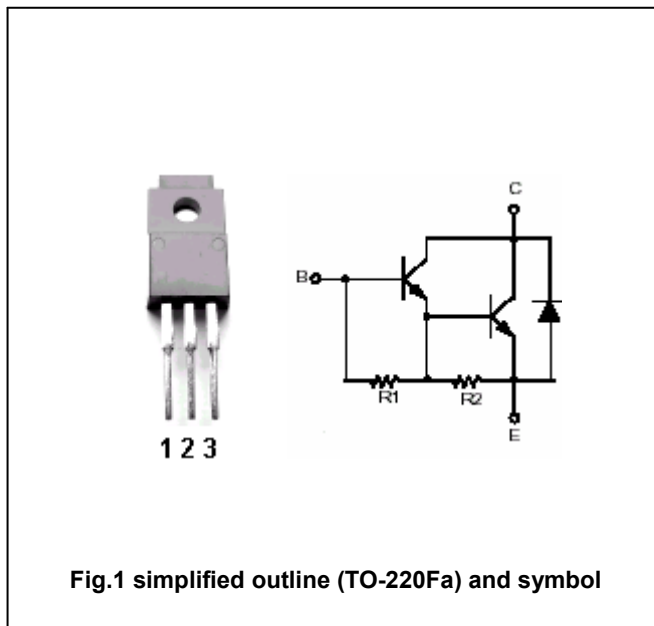 C
B
R1
R2
E
1 2 3
Fig.1 simplified outline (TO-220Fa) and symbol